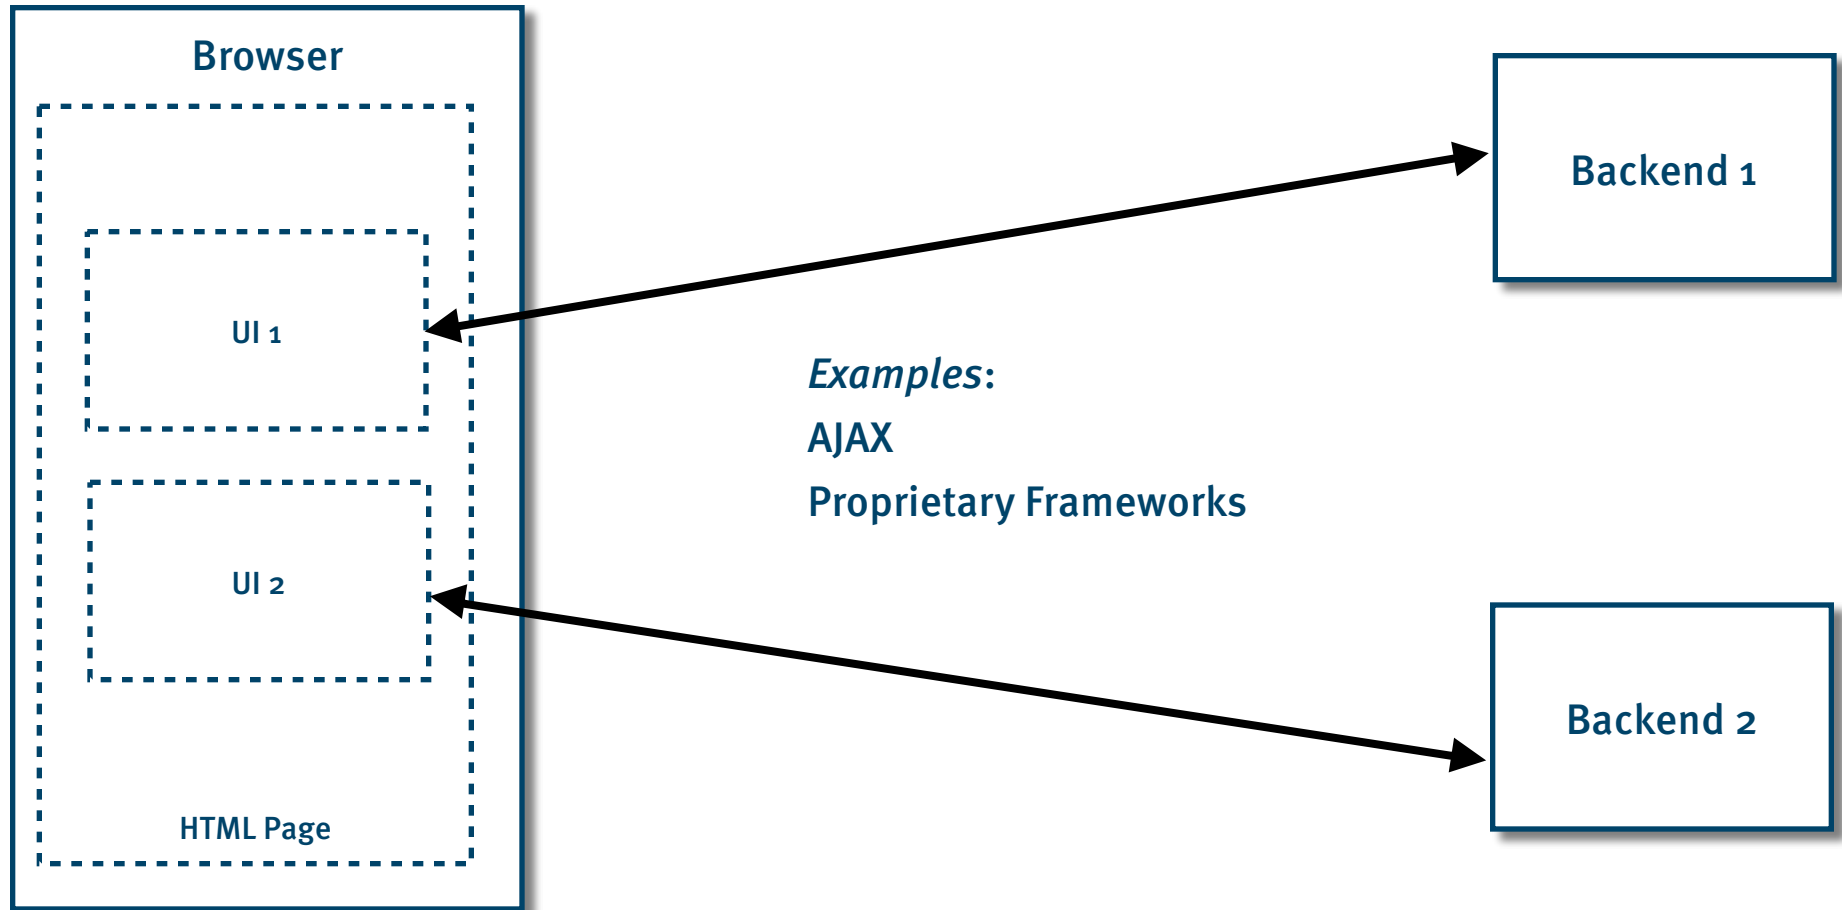 Browser
UI 1
UI 2
HTML Page
Examples:
AJAX
Proprietary Frameworks
Backend 1
Backend 2